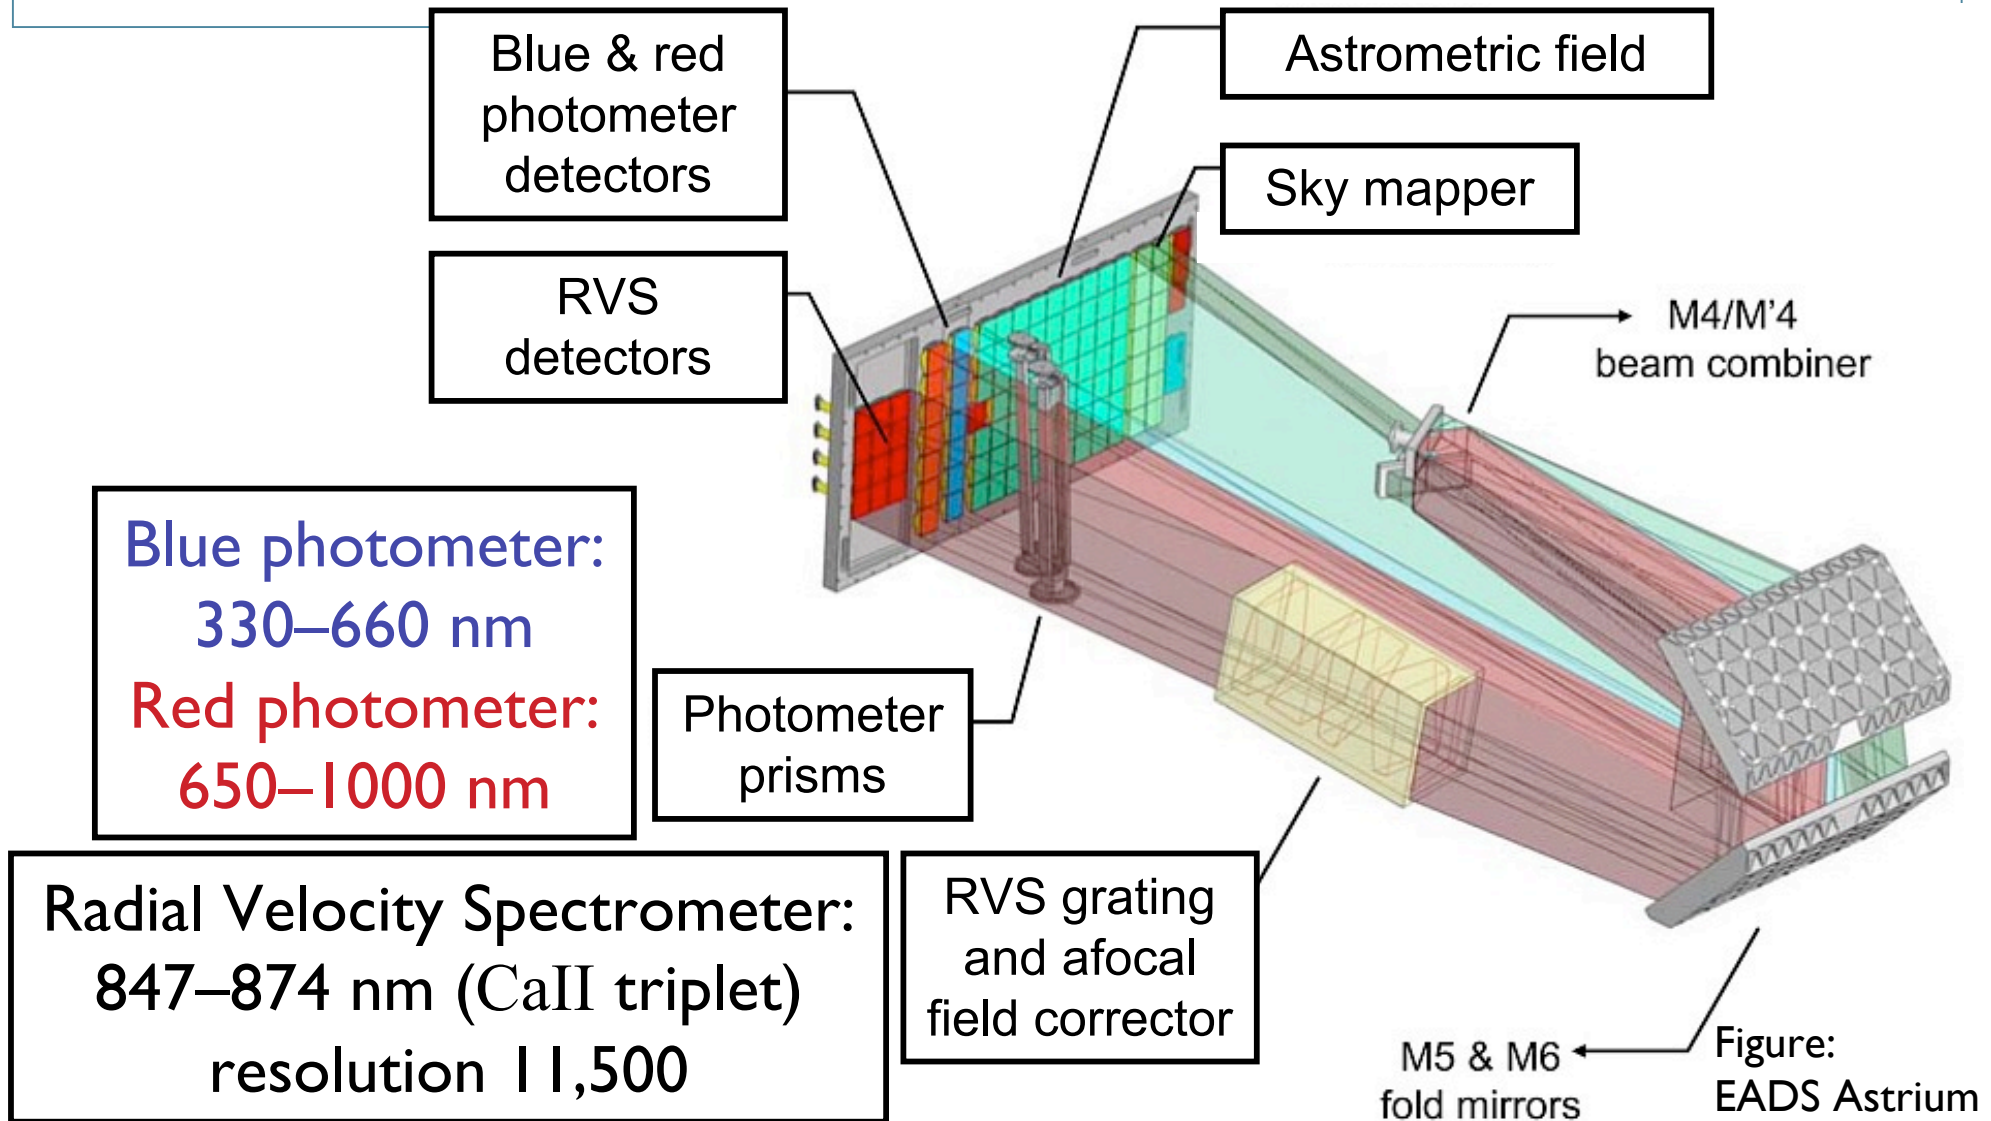 Blue & red
photometer
detectors
Astrometric field
Sky mapper
RVS
detectors
M4/M’4
beam combiner
Blue photometer:
330–660 nm
Red photometer:
650–1000 nm
Photometer
prisms
Radial Velocity Spectrometer:
847–874 nm (CaII triplet)
resolution 11,500
RVS grating
and afocal
field corrector
M5 & M6
fold mirrors
Figure:
EADS Astrium